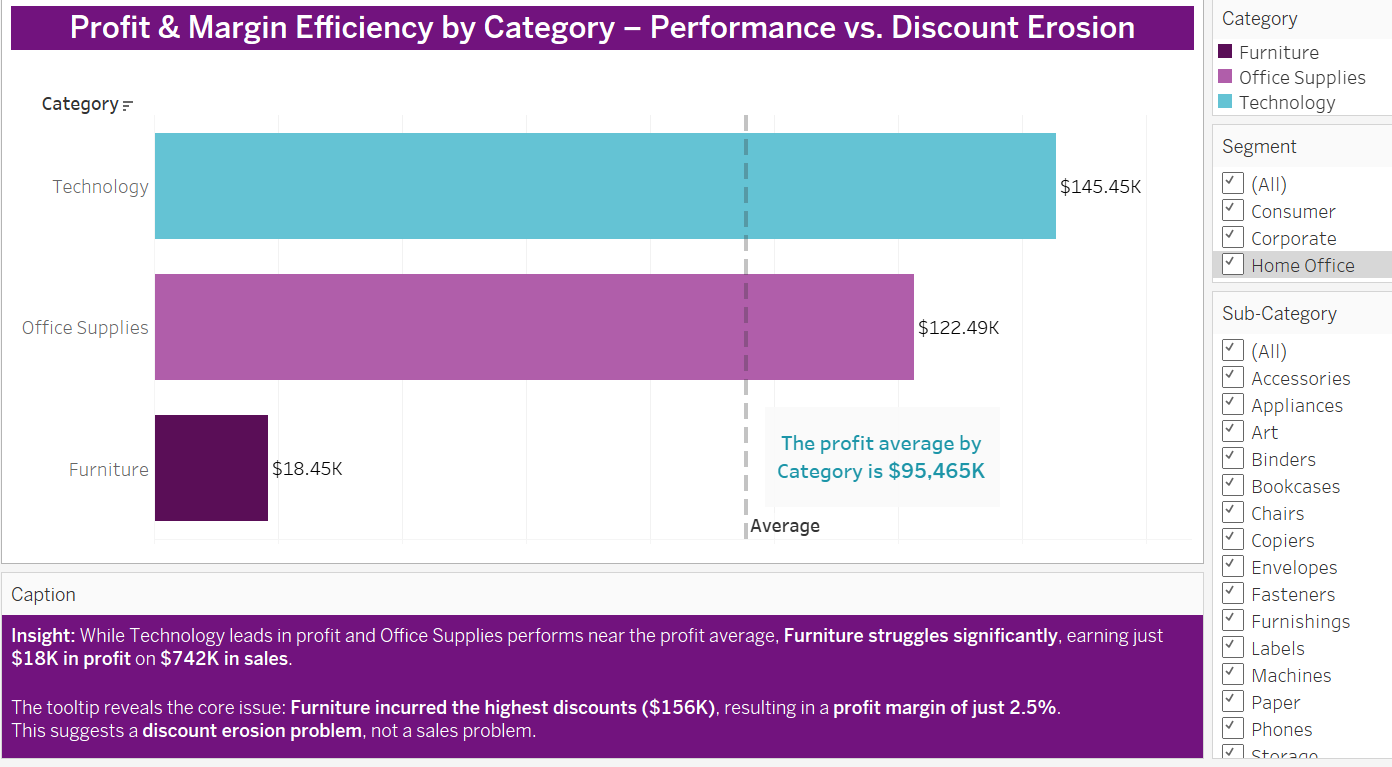 Profit & Margin Efficiency by Category – Performance vs. Discount Erosion
Category
Technology
$145.45K
Office Supplies
$122.49K
Furniture
$18.45K
The profit average by
Category is $95,465K
Average
Caption
Insight: While Technology leads in profit and Office Supplies performs near the profit average, Furniture struggles significantly, earning just
$18K in profit on $742K in sales.
The tooltip reveals the core issue: Furniture incurred the highest discounts ($156K), resulting in a profit margin of just 2.5%.
This suggests a discount erosion problem, not a sales problem.
Category
Furniture
Office Supplies
Technology
Segment
(All)
Consumer
Corporate
Home Office
Sub-Category
(All)
Accessories
Appliances
Art
Binders
Bookcases
Chairs
Copiers
Envelopes
Fasteners
Furnishings
Labels
Machines
Paper
Phones
Storage